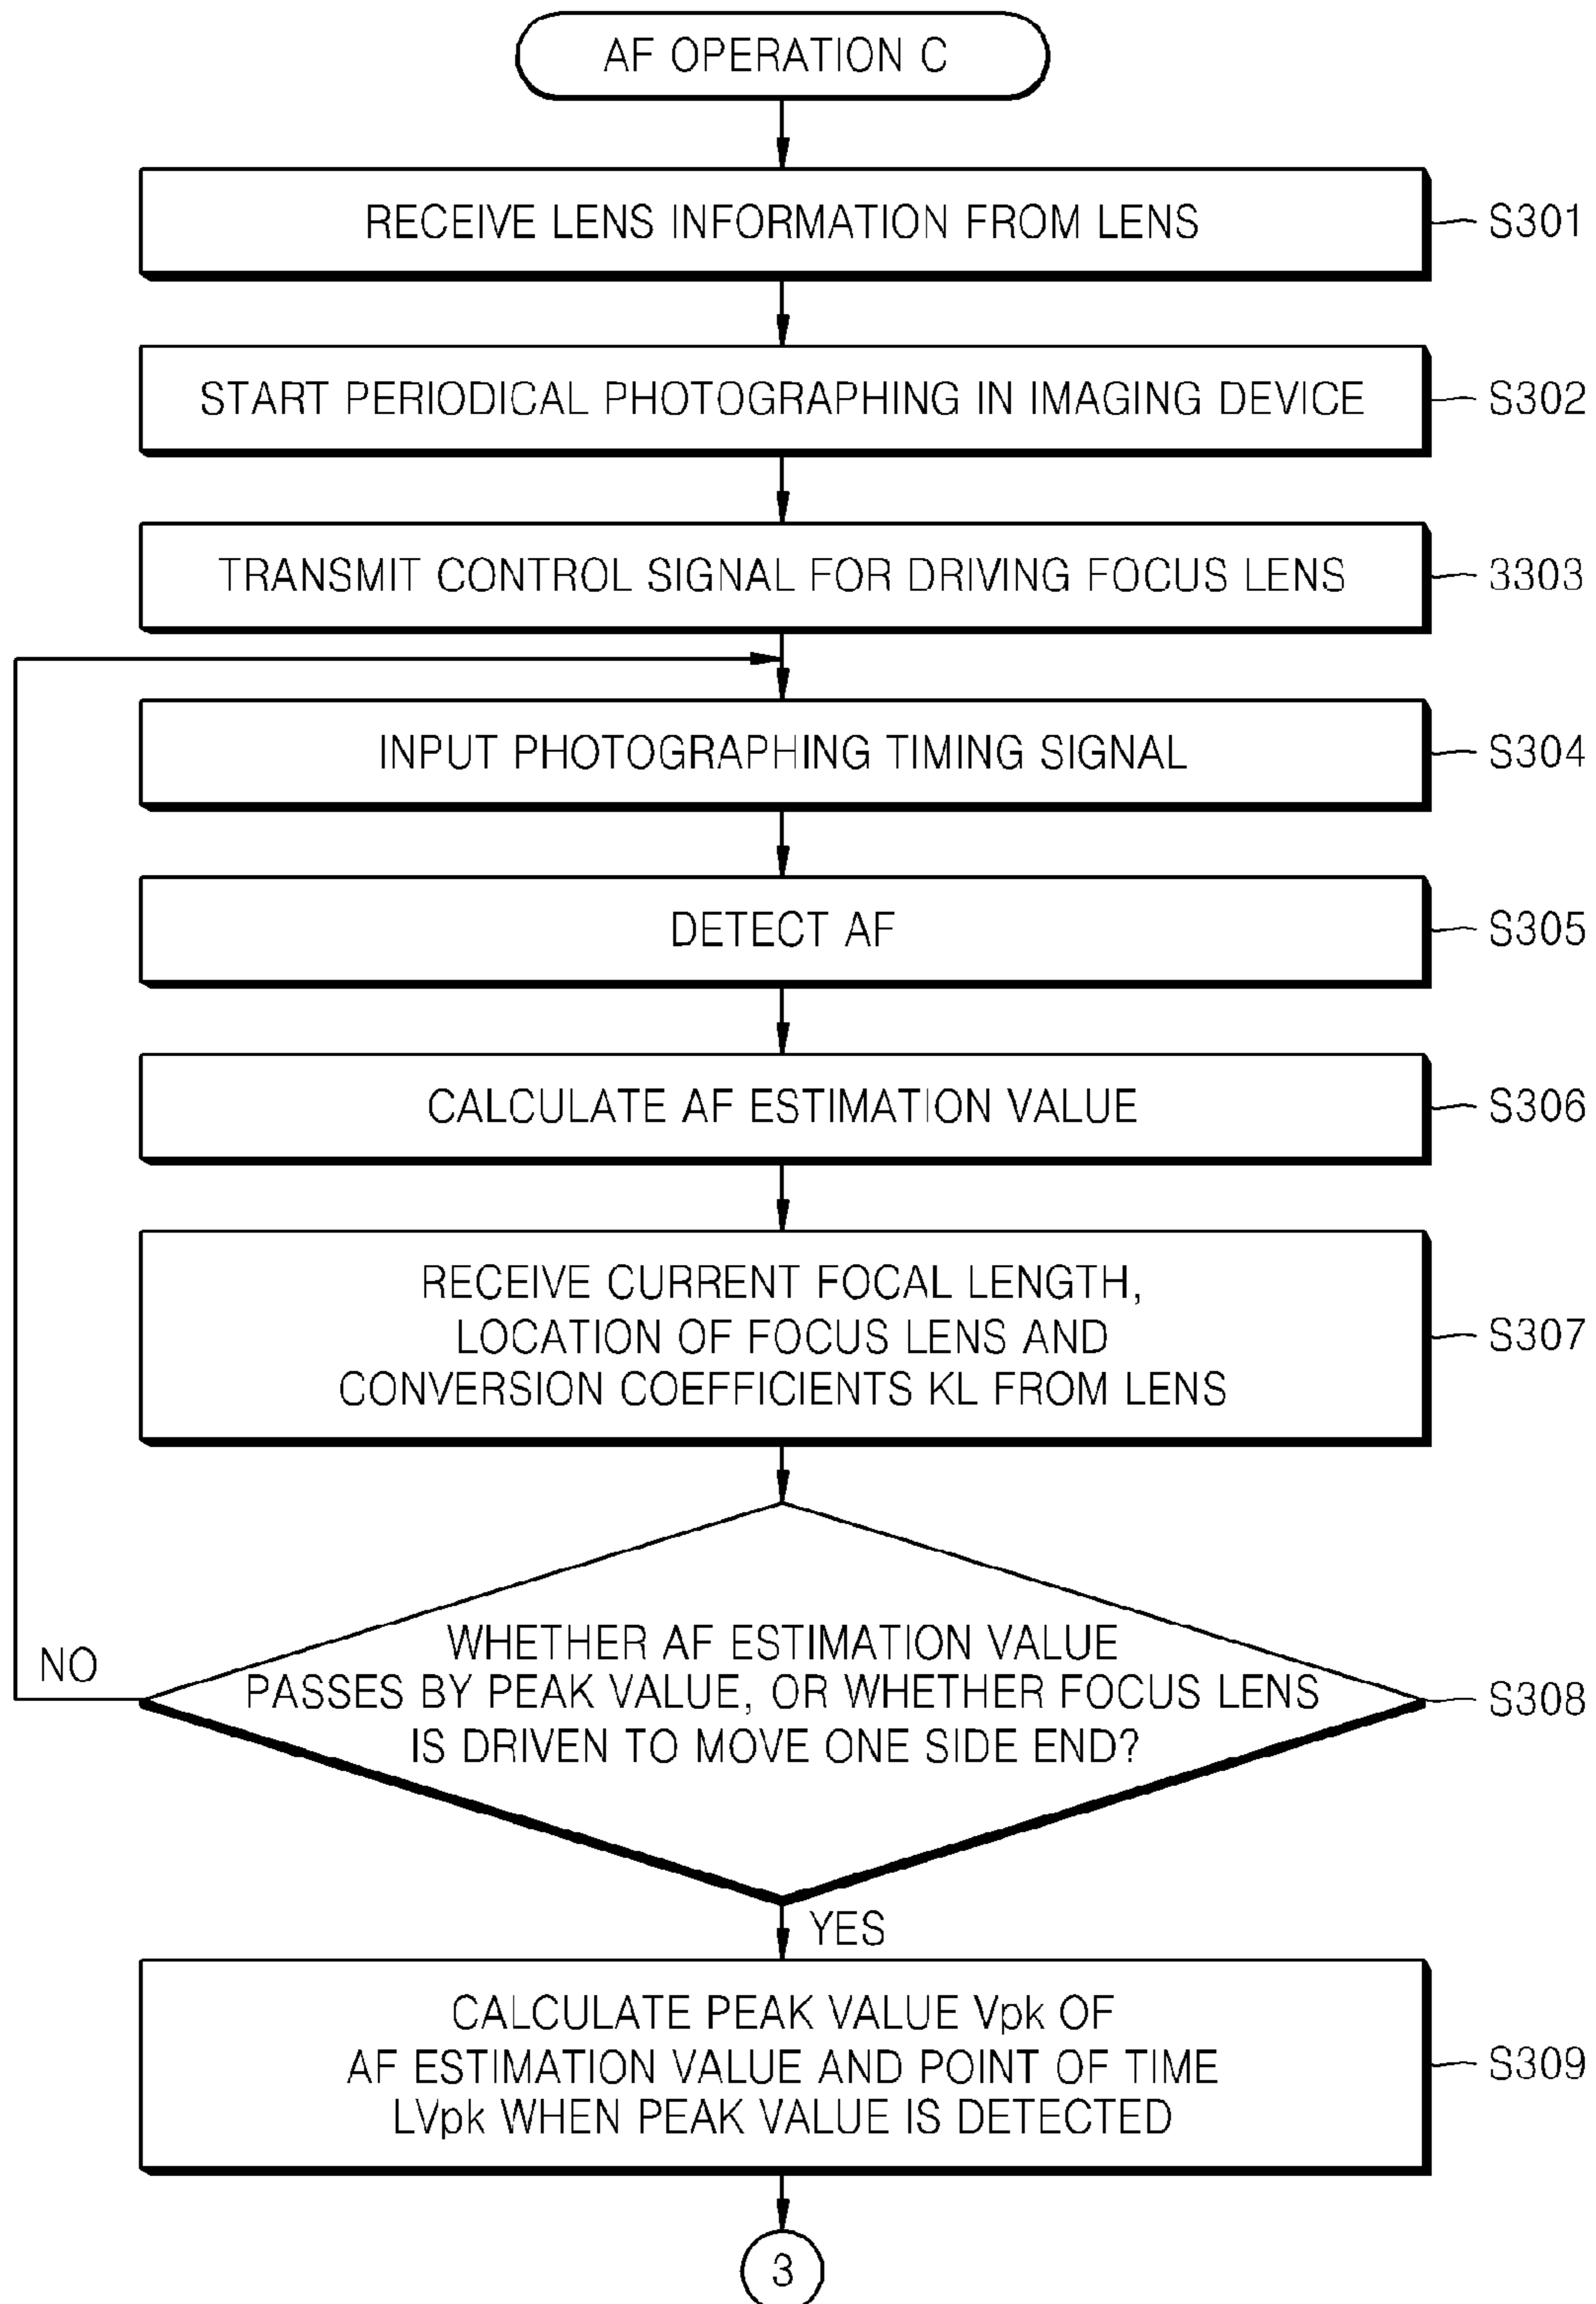 AF OPERATION C
RECEIVE LENS INFORMATION FROM LENS
S301
START PERIODICAL PHOTOGRAPHING IN IMAGING DEVICE
S302
TRANSMIT CONTROL SIGNAL FOR DRIVING FOCUS LENS
3303
INPUT PHOTOGRAPHING TIMING SIGNAL
S304
DETECT AF
S305
CALCULATE AF ESTIMATION VALUE
S306
RECEIVE CURRENT FOCAL LENGTH,
LOCATION OF FOCUS LENS AND
CONVERSION COEFFICIENTS KL FROM LENS
S307
WHETHER AF ESTIMATION VALUE
PASSES BY PEAK VALUE, OR WHETHER FOCUS LENS
IS DRIVEN TO MOVE ONE SIDE END?
S308
NO
YES
CALCULATE PEAK VALUE Vpk OF
AF ESTIMATION VALUE AND POINT OF TIME
LVpk WHEN PEAK VALUE IS DETECTED
S309
3